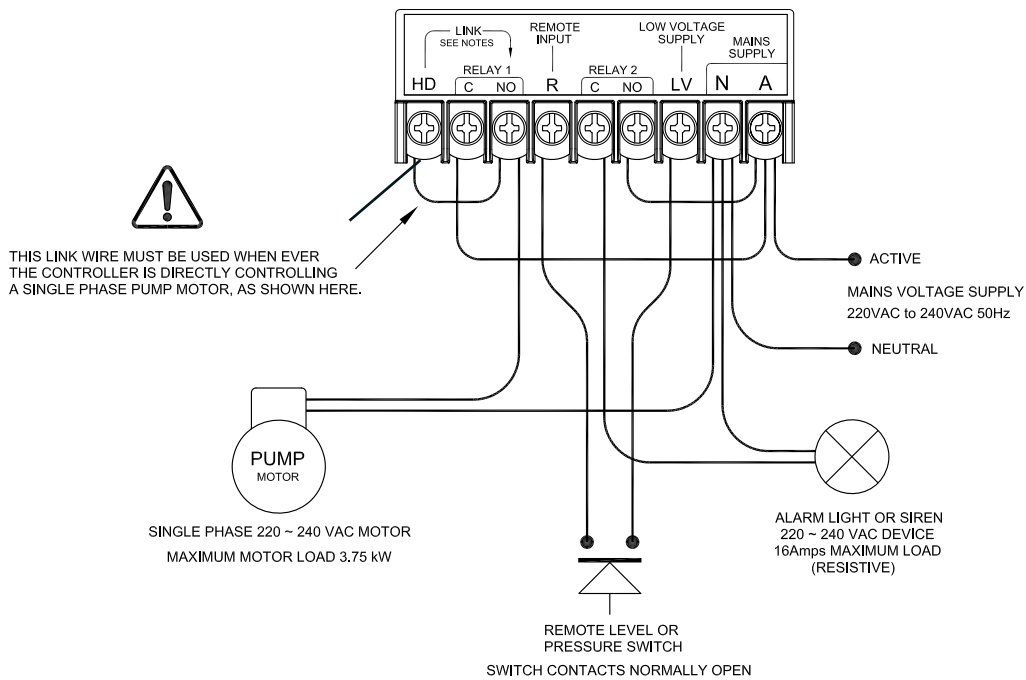 LINK
SEE NOTES
REMOTE
INPUT
LOW VOLTAGE
SUPPLY
MAINS
SUPPLY
HD
RELAY 1
C NO
R
RELAY 2
C NO
LV
N
A
THIS LINK WIRE MUST BE USED WHEN EVER
THE CONTROLLER IS DIRECTLY CONTROLLING
A SINGLE PHASE PUMP MOTOR, AS SHOWN HERE.
ACTIVE
MAINS VOLTAGE SUPPLY
220VAC to 240VAC 50Hz
NEUTRAL
PUMP
MOTOR
SINGLE PHASE 220 ~ 240 VAC MOTOR
MAXIMUM MOTOR LOAD 3.75 kW
ALARM LIGHT OR SIREN
220 ~ 240 VAC DEVICE
16Amps MAXIMUM LOAD
(RESISTIVE)
REMOTE LEVEL OR
PRESSURE SWITCH
SWITCH CONTACTS NORMALLY OPEN